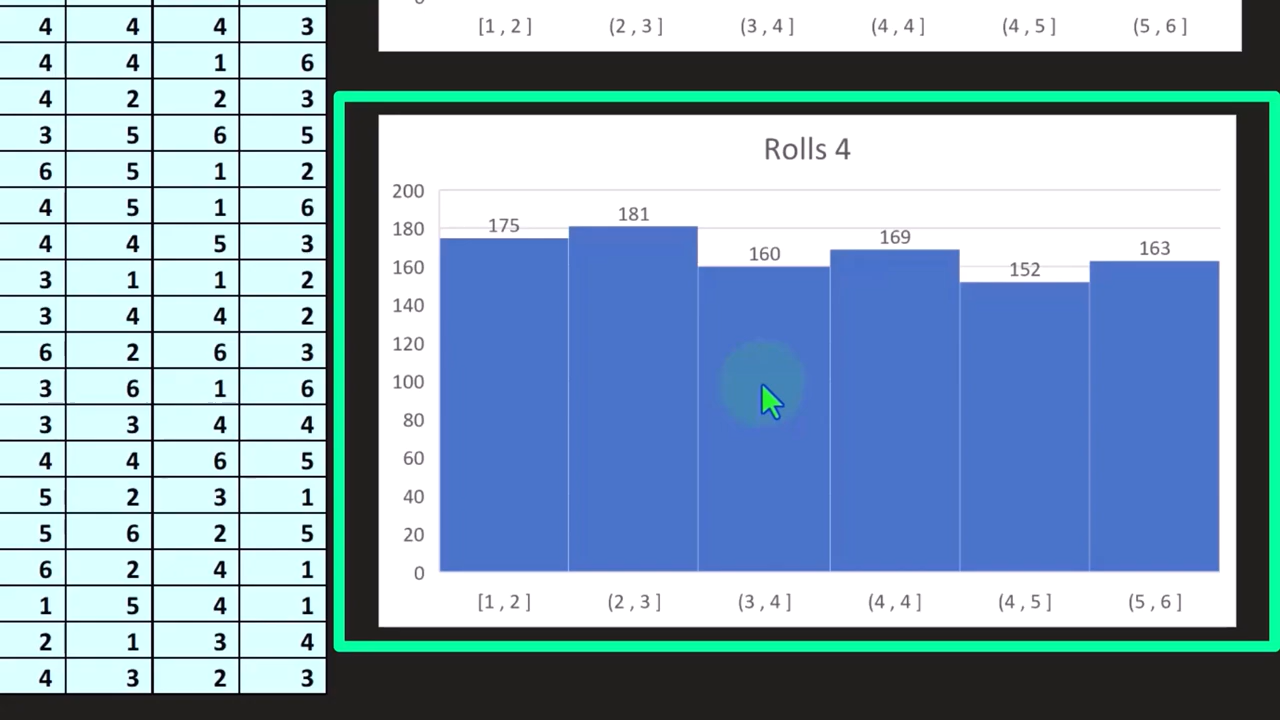 4 4 4 3
4 4 1 6
4 2 2 3
3 5 6 5
6 5 1 2
4 5 1 6
4 4 5 3
3 1 1 2
3 4 4 2
6 2 6 3
3 6 1 6
3 3 4 4
4 4 6 5
5 2 3 1
5 6 2 5
6 2 4 1
1 5 4 1
2 1 3 4
4 3 2 3
[1 , 2 ] (2 , 3 ] (3 , 4 ] (4 , 4 ] (4 , 5 ] (5 , 6 ]
Rolls 4
200
180
160
140
120
100
80
60
40
20
0
175 181 160 169 152 163
[1 , 2 ] (2 , 3 ] (3 , 4 ] (4 , 4 ] (4 , 5 ] (5 , 6 ]